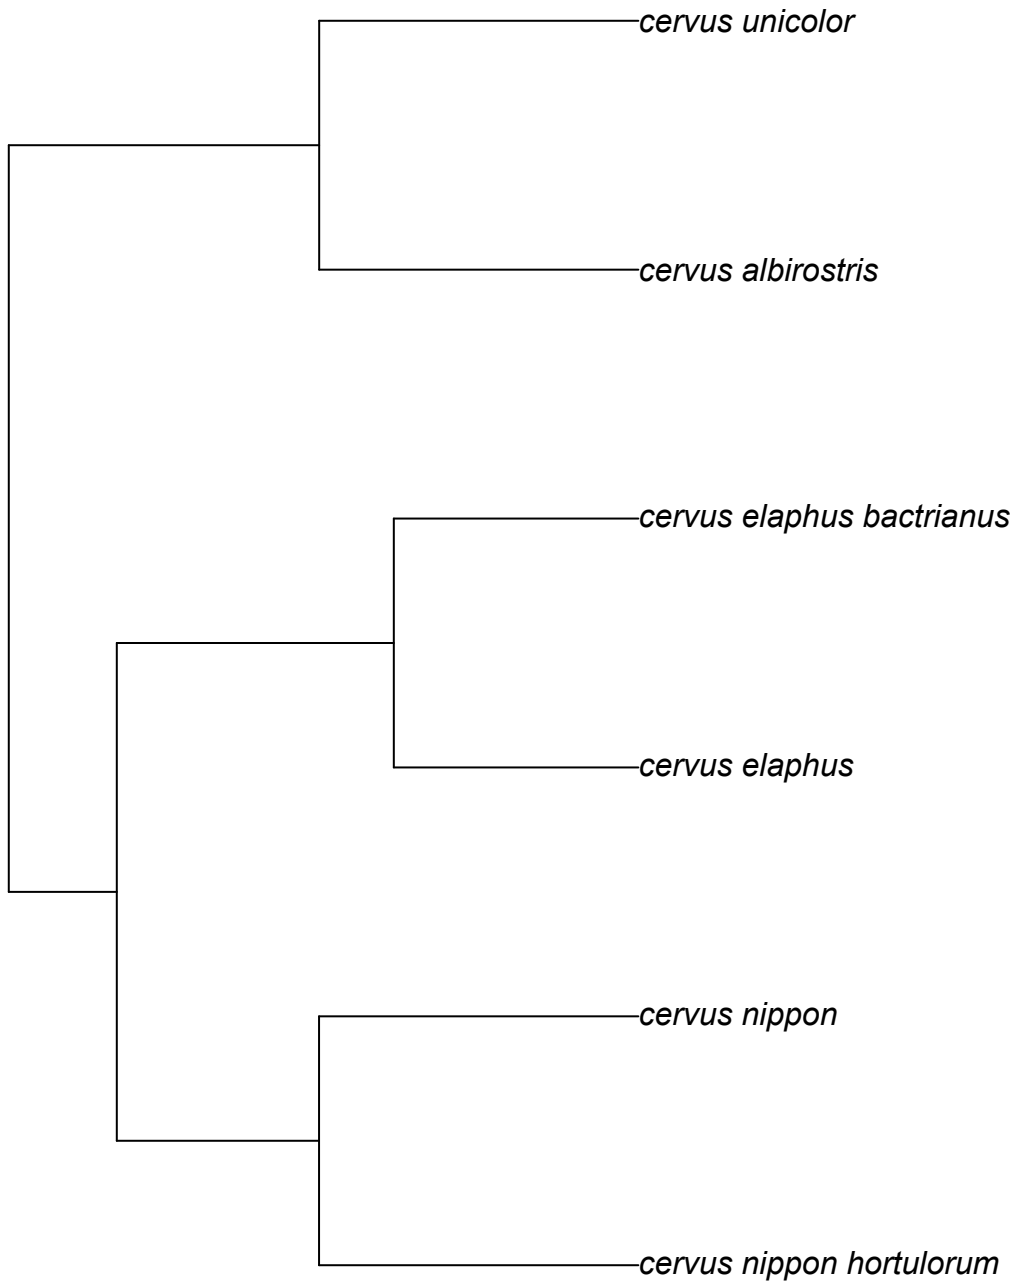 cervus unicolor
cervus albirostris
cervus elaphus bactrianus
cervus elaphus
cervus nippon
cervus nippon hortulorum